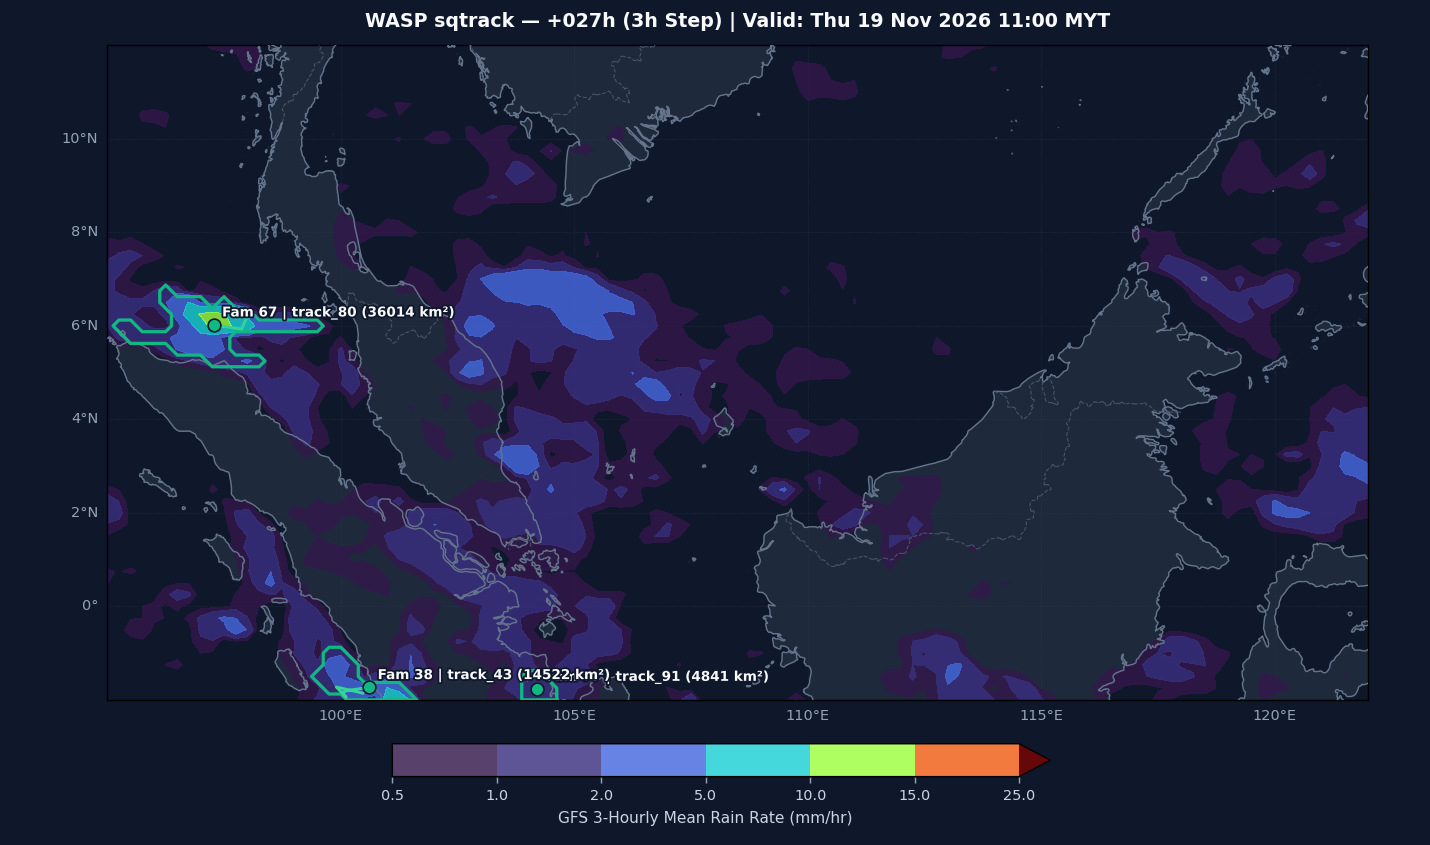 WASP sqtrack — +027h (3h Step) | Valid: Thu 19 Nov 2026 11:00 MYT
10°N
8°N
6°N
4°N
2°N
0°
Fam 67 | track_80 (36014 km²)
Fam 38 | track_43 (14522 km²)
track_91 (4841 km²)
100°E
105°E
110°E
115°E
120°E
0.5
1.0
2.0
5.0
10.0
15.0
25.0
GFS 3-Hourly Mean Rain Rate (mm/hr)